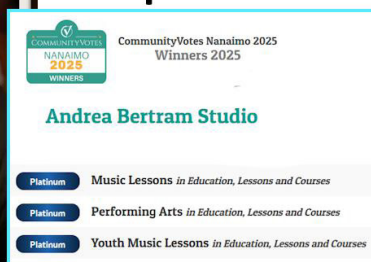 COMMUNITYVOTES
NANAIMO
2025
WINNERS
CommunityVotes Nanaimo 2025
Winners 2025
Andrea Bertram Studio
Platinum Music Lessons in Education, Lessons and Courses
Platinum Performing Arts in Education, Lessons and Courses
Platinum Youth Music Lessons in Education, Lessons and Courses